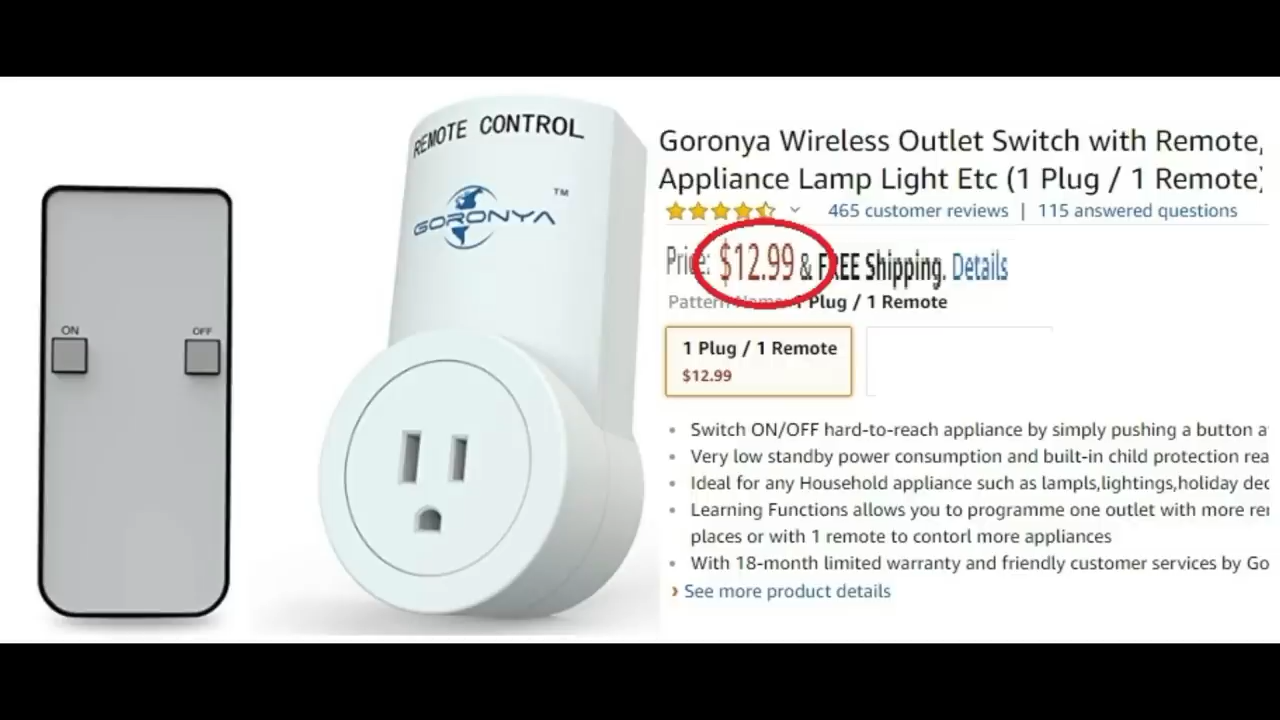 ON
OFF
REMOTE CONTROL
GORONYA
TM
Goronya Wireless Outlet Switch with Remote,
Appliance Lamp Light Etc (1 Plug / 1 Remote)
465 customer reviews | 115 answered questions
Price: $12.99 & FREE Shipping. Details
Pattern Name: 1 Plug / 1 Remote
1 Plug / 1 Remote
$12.99
• Switch ON/OFF hard-to-reach appliance by simply pushing a button
• Very low standby power consumption and built-in child protection
• Ideal for any Household appliance such as lampls,lightings,holiday
• Learning Functions allows you to programme one outlet with more
places or with 1 remote to contorl more appliances
• With 18-month limited warranty and friendly customer services by
› See more product details